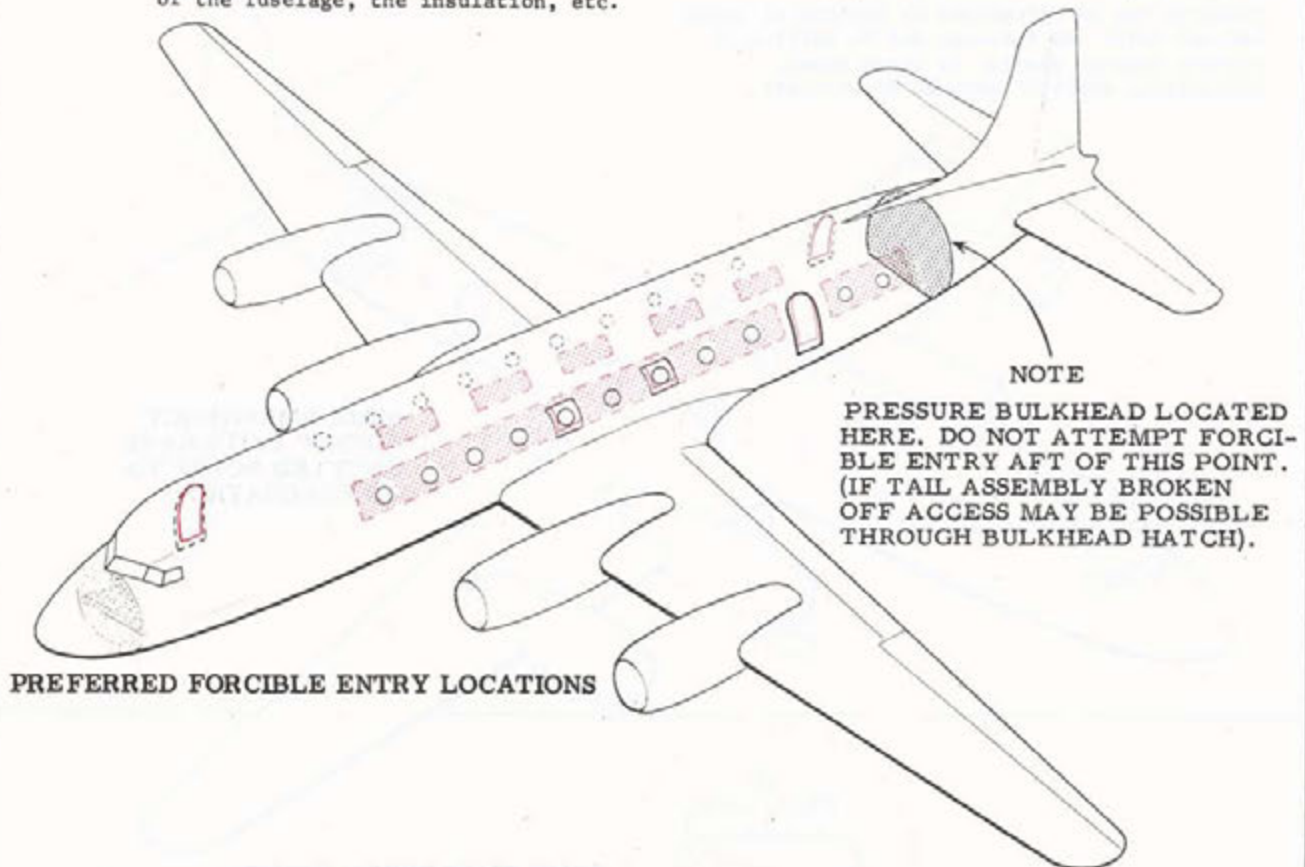 of the fuselage, the insulation, etc.
NOTE
PRESSURE BULKHEAD LOCATED
HERE. DO NOT ATTEMPT FORCI-
BLE ENTRY AFT OF THIS POINT.
(IF TAIL ASSEMBLY BROKEN
OFF ACCESS MAY BE POSSIBLE
THROUGH BULKHEAD HATCH).
PREFERRED FORCIBLE ENTRY LOCATIONS